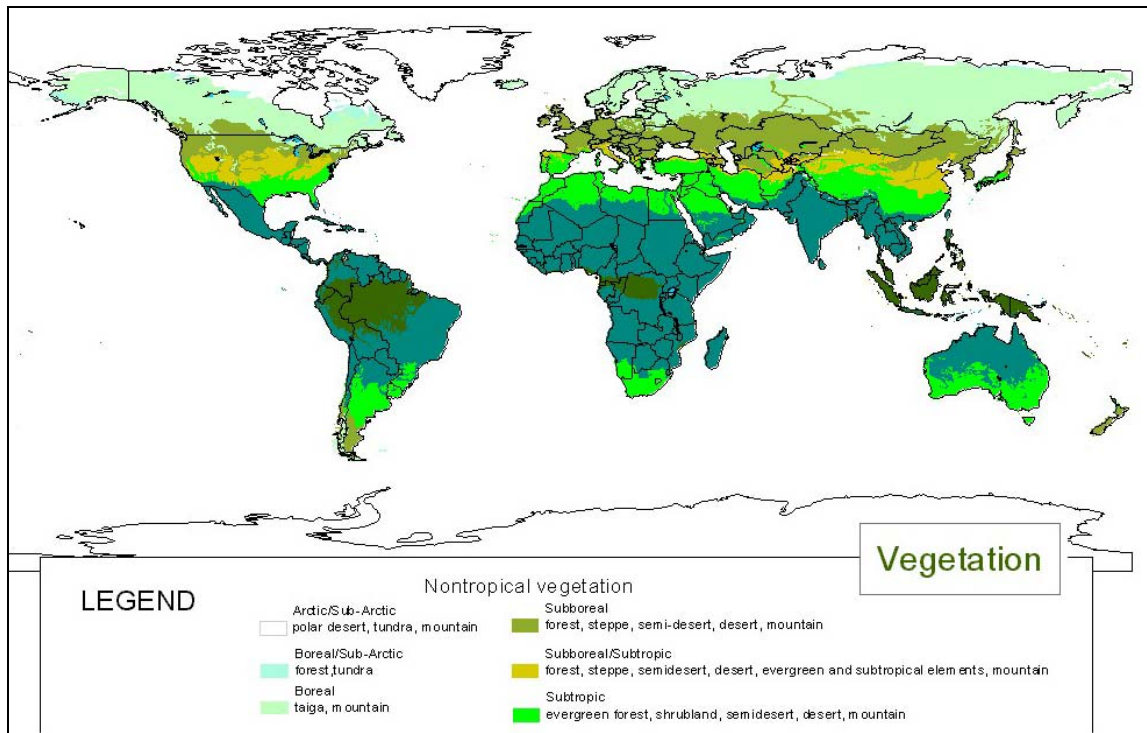 Vegetation
LEGEND
Nontropical vegetation
Arctic/Sub-Arctic
polar desert, tundra, mountain
Boreal/Sub-Arctic
forest,tundra
Boreal
taiga, mountain
Subboreal
forest, steppe, semi-desert, desert, mountain
Subboreal/Subtropic
forest, steppe, semidesert, desert, evergreen and subtropical elements, mountain
Subtropic
evergreen forest, shrubland, semidesert, desert, mountain